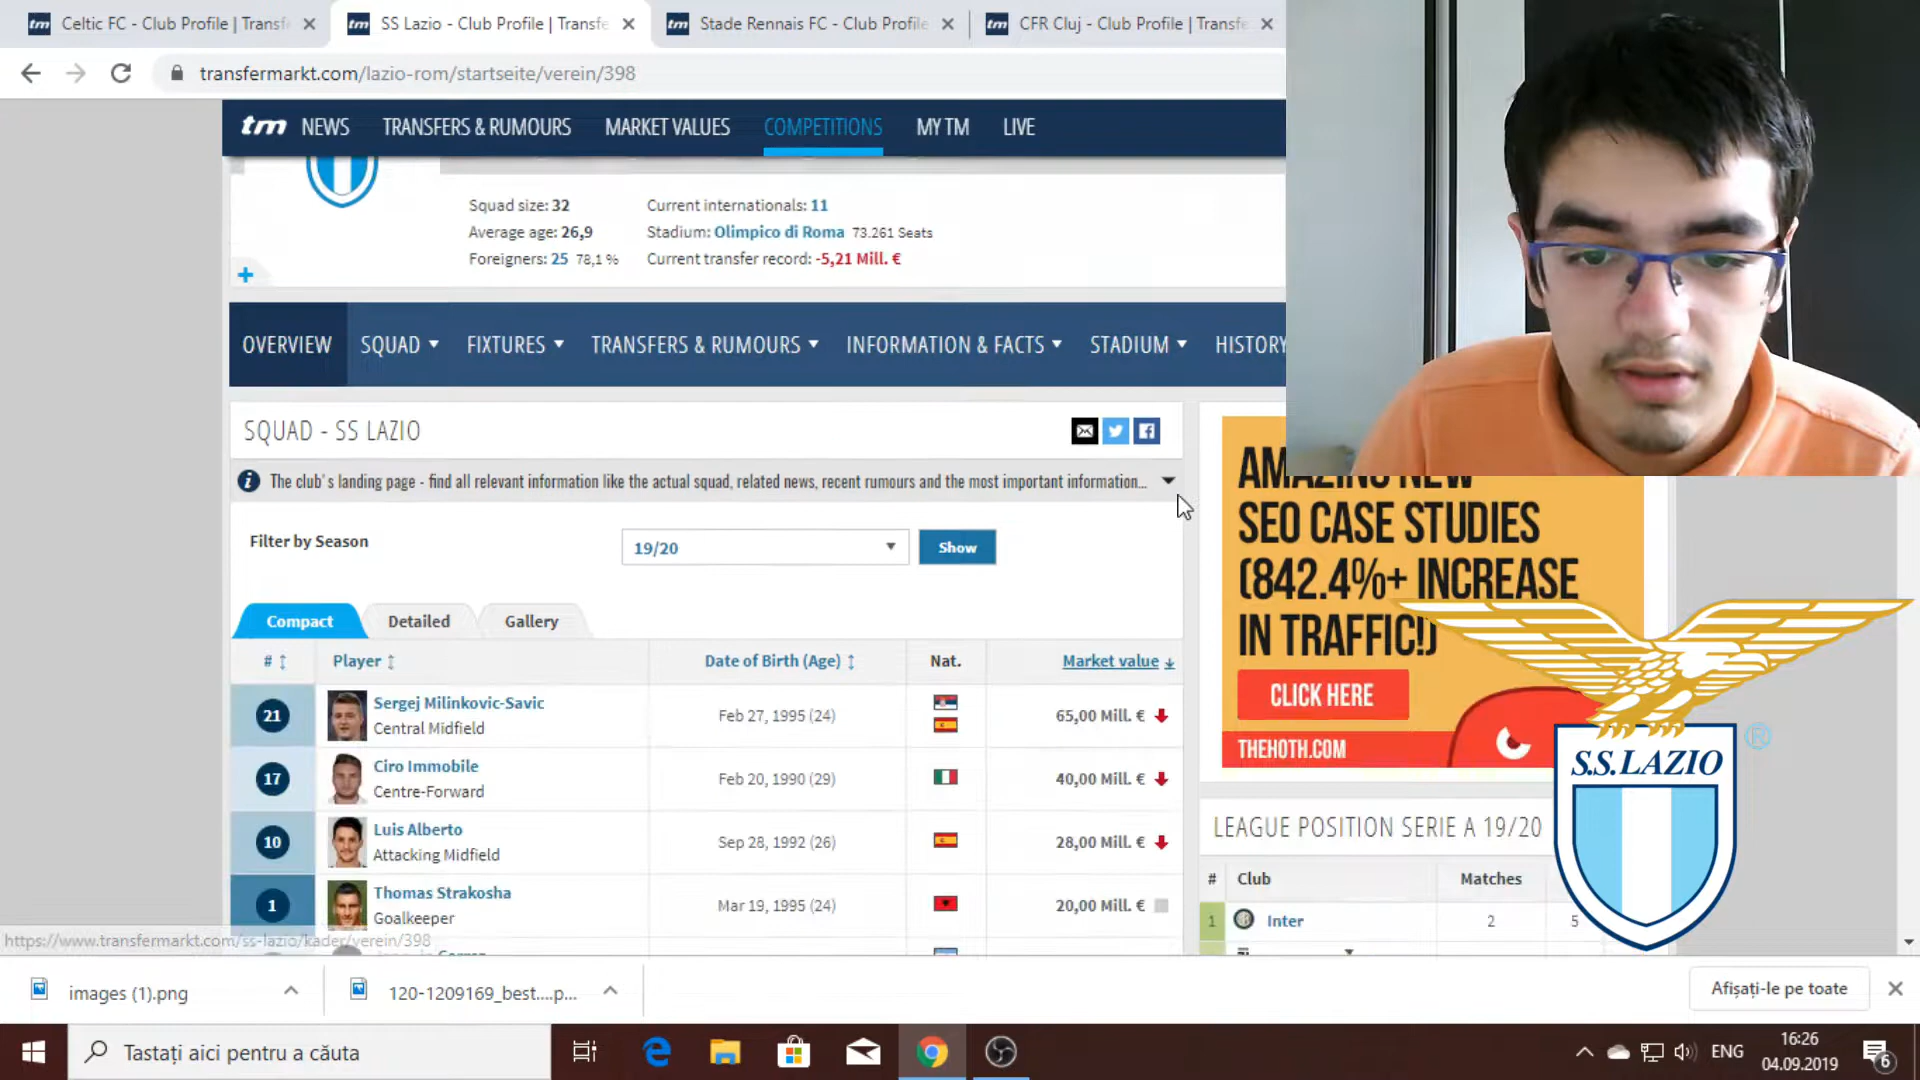 Celtic FC - Club Profile | Transfe
SS Lazio - Club Profile | Transfe
Stade Rennais FC - Club Profile
CFR Cluj - Club Profile | Transfe
transfermarkt.com/lazio-rom/startseite/verein/398
tm NEWS TRANSFERS & RUMOURS MARKET VALUES COMPETITIONS MY TM LIVE
Squad size: 32 Current internationals: 11
Average age: 26,9 Stadium: Olimpico di Roma 73.261 Seats
Foreigners: 25 78,1 % Current transfer record: -5,21 Mill. €
OVERVIEW SQUAD FIXTURES TRANSFERS & RUMOURS INFORMATION & FACTS STADIUM HISTORY
SQUAD - SS LAZIO
The club's landing page - find all relevant information like the actual squad, related news, recent rumours and the most important information...
Filter by Season 19/20 Show
Compact Detailed Gallery
# Player Date of Birth (Age) Nat. Market value
21 Sergej Milinkovic-Savic Feb 27, 1995 (24) 65,00 Mill. €
Central Midfield
17 Ciro Immobile Feb 20, 1990 (29) 40,00 Mill. €
Centre-Forward
10 Luis Alberto Sep 28, 1992 (26) 28,00 Mill. €
Attacking Midfield
1 Thomas Strakosha Mar 19, 1995 (24) 20,00 Mill. €
Goalkeeper
AMAZING NEW
SEO CASE STUDIES
(842.4%+ INCREASE
IN TRAFFIC!)
CLICK HERE
THEHOTH.COM
S.S. LAZIO
®
LEAGUE POSITION SERIE A 19/20
# Club Matches
1 Inter 2 5
https://www.transfermarkt.com/ss-lazio/kader/verein/398
images (1).png
120-1209169_best....p...
Afișați-le pe toate
Tastați aici pentru a căuta
ENG
16:26
04.09.2019
6